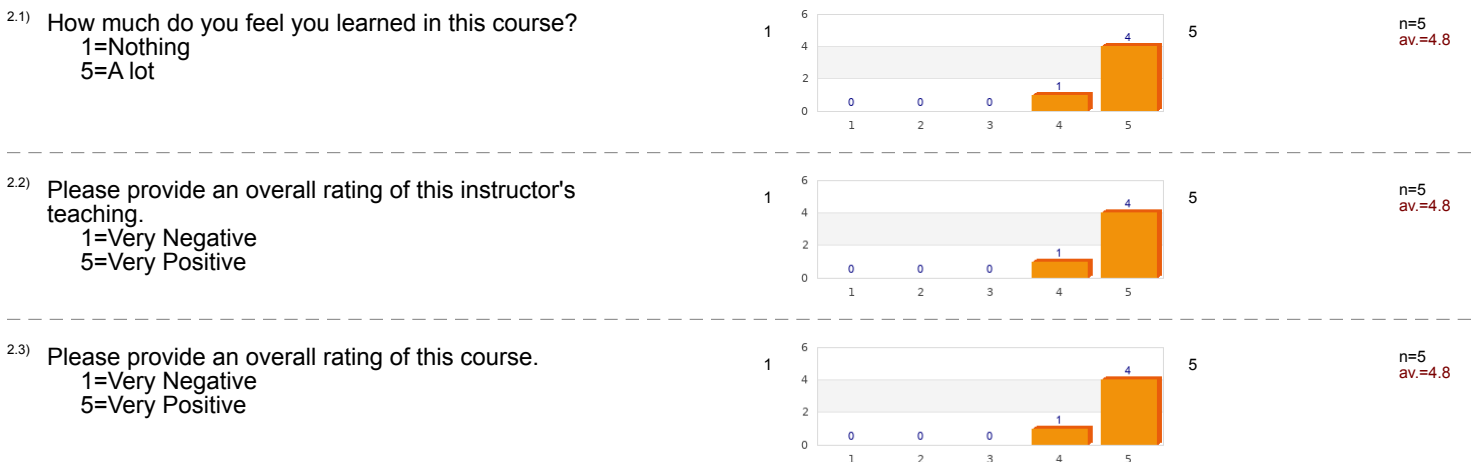 2.1) How much do you feel you learned in this course?
1=Nothing
5=A lot
1
6
4
2
0
0 0 0 1 4
1 2 3 4 5
5
n=5
av.=4.8
2.2) Please provide an overall rating of this instructor's
teaching.
1=Very Negative
5=Very Positive
1
6
4
2
0
0 0 0 1 4
1 2 3 4 5
5
n=5
av.=4.8
2.3) Please provide an overall rating of this course.
1=Very Negative
5=Very Positive
1
6
4
2
0
0 0 0 1 4
1 2 3 4 5
5
n=5
av.=4.8